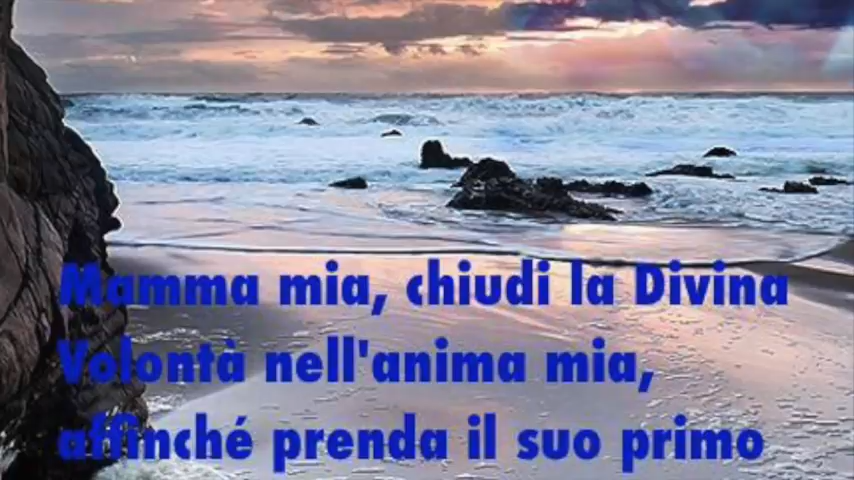 Mamma mia, chiudi la Divina
Volontà nell'anima mia,
affinché prenda il suo primo